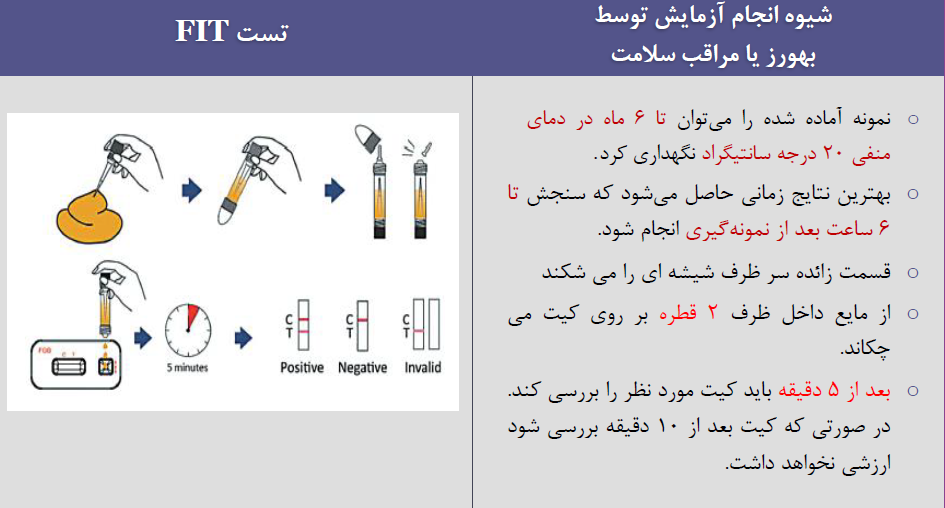 شیوه انجام آزمایش توسط
بهورز یا مراقب سلامت
تست FIT
○ نمونه آماده شده را می‌توان تا ۶ ماه در دمای
منفی ۲۰ درجه سانتیگراد نگهداری کرد.
○ بهترین نتایج زمانی حاصل می‌شود که سنجش تا
۶ ساعت بعد از نمونه‌گیری انجام شود.
○ قسمت زائده سر ظرف شیشه ای را می شکند
○ از مایع داخل ظرف ۲ قطره بر روی کیت می
چکاند.
○ بعد از ۵ دقیقه باید کیت مورد نظر را بررسی کند.
در صورتی که کیت بعد از ۱۰ دقیقه بررسی شود
ارزشی نخواهد داشت.
FOB
C T
5 minutes
C
T
Positive
C
T
Negative
C
T
Invalid